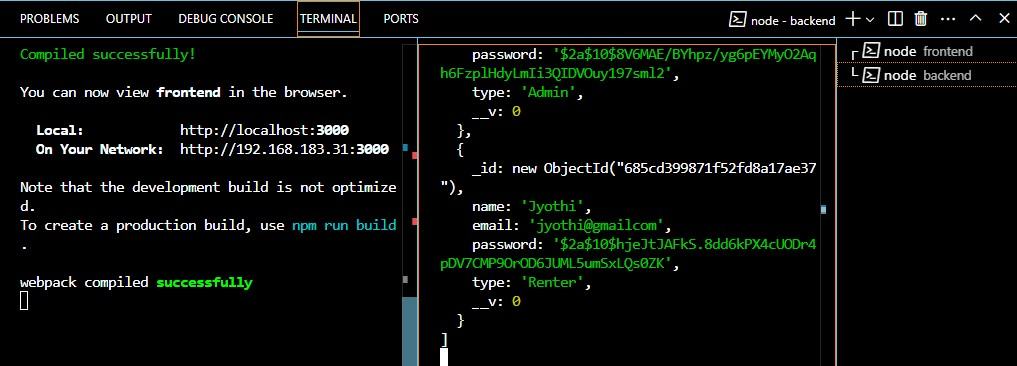 PROBLEMS OUTPUT DEBUG CONSOLE TERMINAL PORTS node - backend
Compiled successfully!
You can now view frontend in the browser.
Local: http://localhost:3000
On Your Network: http://192.168.183.31:3000
Note that the development build is not optimize
d.
To create a production build, use npm run build
.
webpack compiled successfully
password: '$2a$10$8V6MAE/BYhpz/yg6pEYMyO2Aq
h6FzplHdyLmIi3QIDVOuy197sml2',
type: 'Admin',
__v: 0
},
{
_id: new ObjectId("685cd399871f52fd8a17ae37
"),
name: 'Jyothi',
email: 'jyothi@gmailcom',
password: '$2a$10$hjeJtJAFkS.8dd6kPX4cUODr4
pDV7CMP9OrOD6JUML5umSxLQs0ZK',
type: 'Renter',
__v: 0
}
]
node frontend
node backend